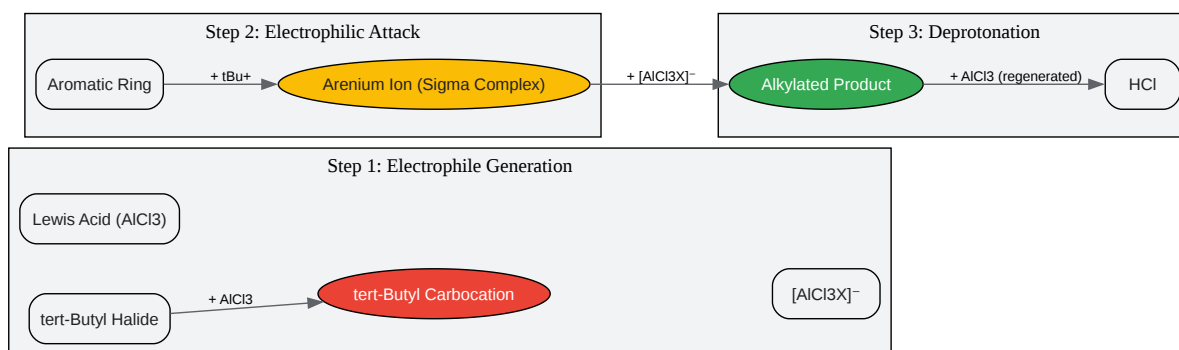 Step 2: Electrophilic Attack
Aromatic Ring
+ tBu+
Arenium Ion (Sigma Complex)
+ [AlCl3X]⁻
Step 3: Deprotonation
Alkylated Product
+ AlCl3 (regenerated)
HCl
Step 1: Electrophile Generation
Lewis Acid (AlCl3)
tert-Butyl Halide
+ AlCl3
tert-Butyl Carbocation
[AlCl3X]⁻